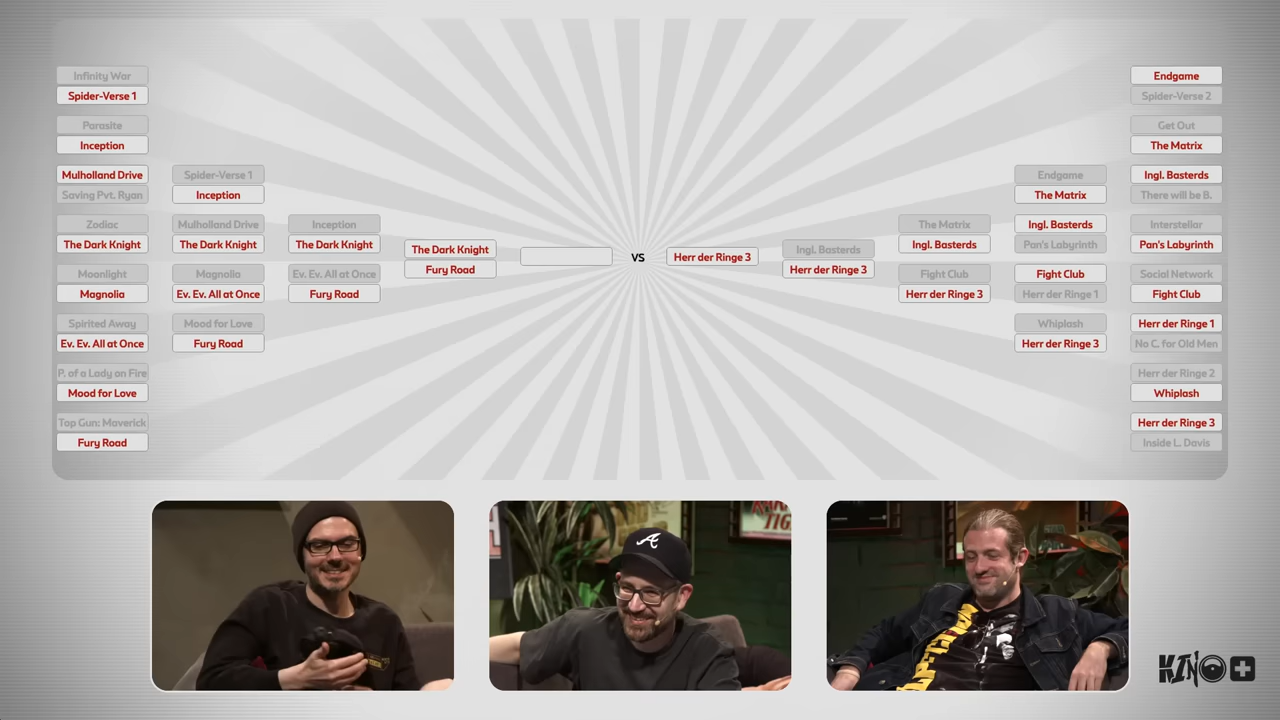 Infinity War
Spider-Verse 1
Parasite
Inception
Mulholland Drive
Saving Pvt. Ryan
Zodiac
The Dark Knight
Moonlight
Magnolia
Spirited Away
Ev. Ev. All at Once
P. of a Lady on Fire
Mood for Love
Top Gun: Maverick
Fury Road
Spider-Verse 1
Inception
Mulholland Drive
The Dark Knight
Magnolia
Ev. Ev. All at Once
Mood for Love
Fury Road
Inception
The Dark Knight
Ev. Ev. All at Once
Fury Road
The Dark Knight
Fury Road
VS
Herr der Ringe 3
Ingl. Basterds
Herr der Ringe 3
The Matrix
Ingl. Basterds
Fight Club
Herr der Ringe 3
Endgame
The Matrix
Ingl. Basterds
Pan's Labyrinth
Fight Club
Herr der Ringe 1
Whiplash
Herr der Ringe 3
Endgame
Spider-Verse 2
Get Out
The Matrix
Ingl. Basterds
There will be B.
Interstellar
Pan's Labyrinth
Social Network
Fight Club
Herr der Ringe 1
No C. for Old Men
Herr der Ringe 2
Whiplash
Herr der Ringe 3
Inside L. Davis
A
KINO+